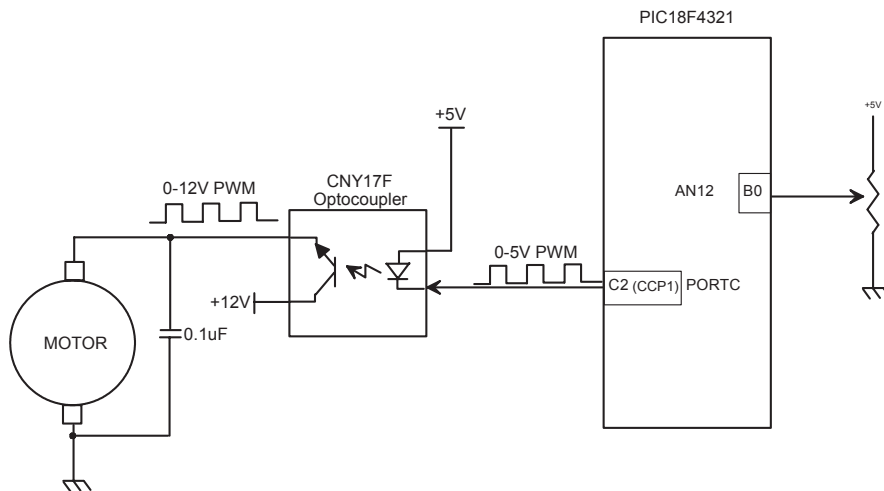 PIC18F4321
+5V
+5V
CNY17F
Optocoupler
0-12V PWM
AN12
B0
0-5V PWM
C2 (CCP1) PORTC
+12V
0.1uF
MOTOR